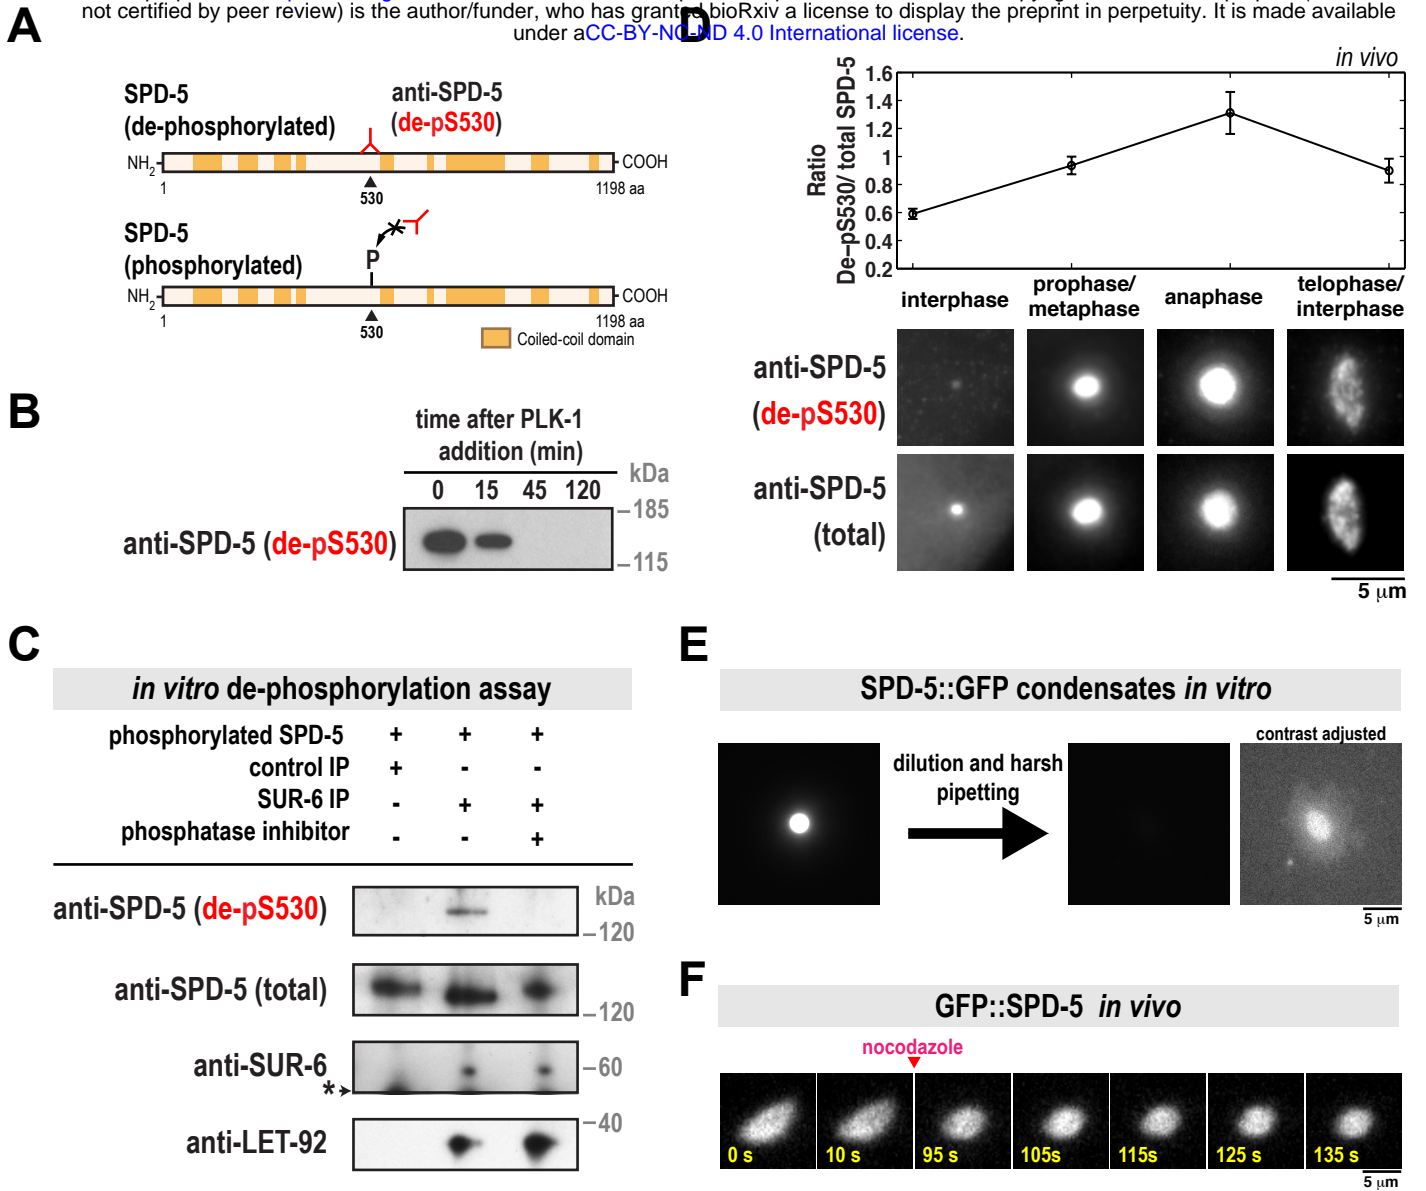 not certified by peer review) is the author/funder, who has granted bioRxiv a license to display the preprint in perpetuity. It is made available
under aCC-BY-NC-ND 4.0 International license.
A
SPD-5
(de-phosphorylated)
anti-SPD-5
(de-pS530)
NH2
COOH
1
530
1198 aa
SPD-5
(phosphorylated)
P
NH2
COOH
1
530
1198 aa
Coiled-coil domain
B
time after PLK-1
addition (min)
kDa
0 15 45 120
185
anti-SPD-5 (de-pS530)
115
C
in vitro de-phosphorylation assay
phosphorylated SPD-5 + + +
control IP + - -
SUR-6 IP - + +
phosphatase inhibitor - - +
anti-SPD-5 (de-pS530)
kDa
120
anti-SPD-5 (total)
120
anti-SUR-6
60
*
40
anti-LET-92
D
in vivo
Ratio
De–pS530/ total SPD-5
1.6
1.4
1.2
1
0.8
0.6
0.4
0.2
interphase
prophase/
metaphase
anaphase
telophase/
interphase
anti-SPD-5
(de-pS530)
anti-SPD-5
(total)
5 μm
E
SPD-5::GFP condensates in vitro
contrast adjusted
dilution and harsh
pipetting
5 μm
F
GFP::SPD-5 in vivo
nocodazole
0 s 10 s 95 s 105s 115s 125 s 135 s
5 μm